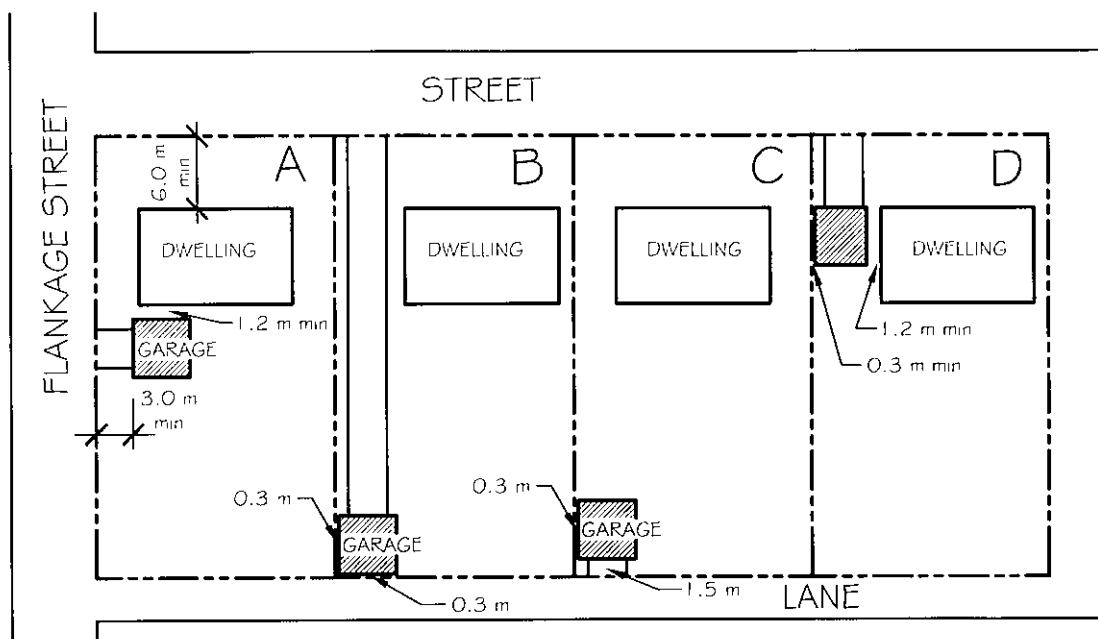 STREET
FLANKAGE STREET
A
B
C
D
6.0 m
min
DWELLING
DWELLING
DWELLING
DWELLING
1.2 m min
GARAGE
3.0 m
min
1.2 m min
0.3 m min
0.3 m
GARAGE
0.3 m
0.3 m
GARAGE
1.5 m
LANE